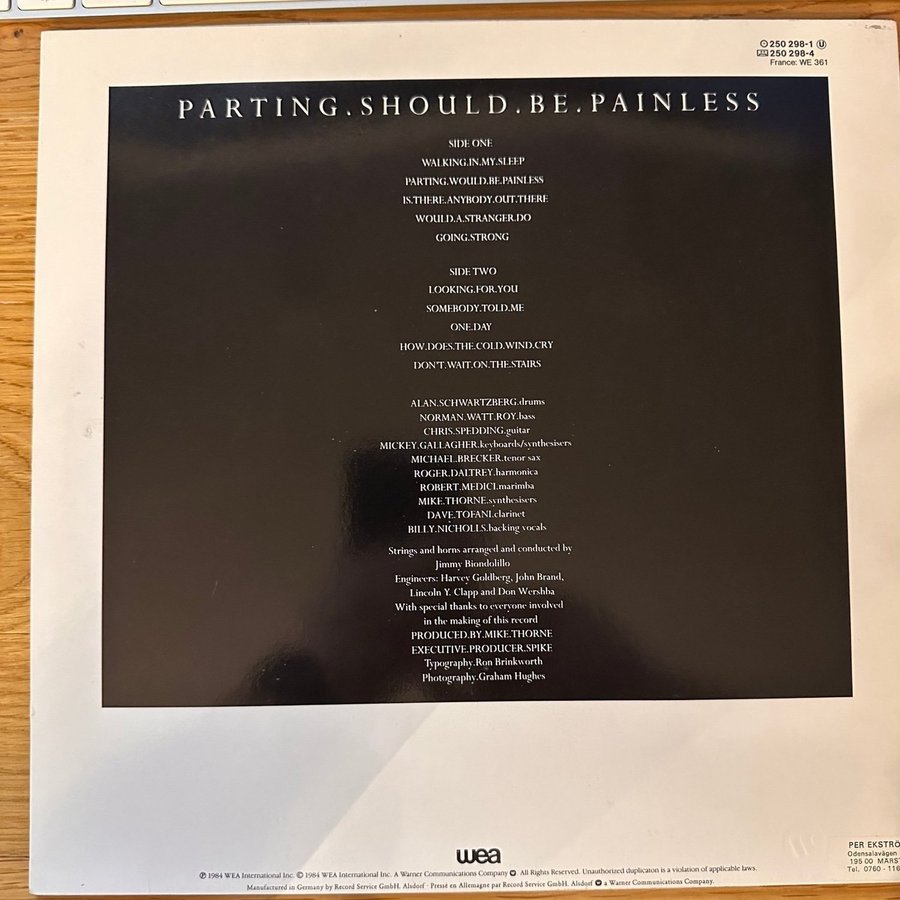 250 298-1 U
250 298-4
France: WE 361
PARTING.SHOULD.BE.PAINLESS
SIDE ONE
WALKING.IN.MY.SLEEP
PARTING.WOULD.BE.PAINLESS
IS.THERE.ANYBODY.OUT.THERE
WOULD.A.STRANGER.DO
GOING.STRONG
SIDE TWO
LOOKING.FOR.YOU
SOMEBODY.TOLD.ME
ONE.DAY
HOW.DOES.THE.COLD.WIND.CRY
DON'T.WAIT.ON.THE.STAIRS
ALAN.SCHWARTZBERG.drums
NORMAN.WATT.ROY.bass
CHRIS.SPEDDING.guitar
MICKEY.GALLAGHER.keyboards/synthesisers
MICHAEL.BRECKER.tenor sax
ROGER.DALTREY.harmonica
ROBERT.MEDICI.marimba
MIKE.THORNE.synthesisers
DAVE.TOFANI.clarinet
BILLY.NICHOLLS.backing vocals
Strings and horns arranged and conducted by
Jimmy Biondolillo
Engineers: Harvey Goldberg, John Brand,
Lincoln Y. Clapp and Don Wershba
With special thanks to everyone involved
in the making of this record
PRODUCED.BY.MIKE.THORNE
EXECUTIVE.PRODUCER.SPIKE
Typography.Ron Brinkworth
Photography.Graham Hughes
wea
℗ 1984 WEA International Inc. © 1984 WEA International Inc. A Warner Communications Company All Rights Reserved. Unauthorized duplicaton is a violation of applicable laws.
Manufactured in Germany by Record Service GmbH. Alsdorf · Pressé en Allemagne par Record Service GmbH. Alsdorf a Warner Communications Company.
PER EKSTRÖ
Odensalavägen
195 00 MÄRST
Tel. 0760 - 116